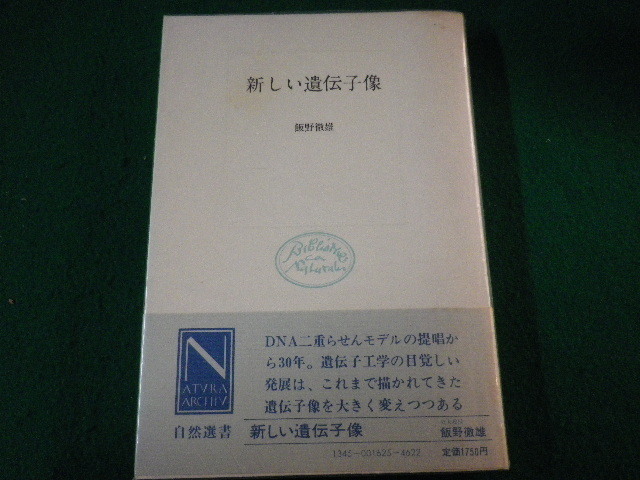 新しい遺伝子像
飯野徹雄
DNA二重らせんモデルの提唱か
ら30年。遺伝子工学の目覚しい
発展は、これまで描かれてきた
遺伝子像を大きく変えつつある
N
ATVRA
ARCHIV
自然選書
新しい遺伝子像
飯野徹雄
1345-001625-4622
定価1750円